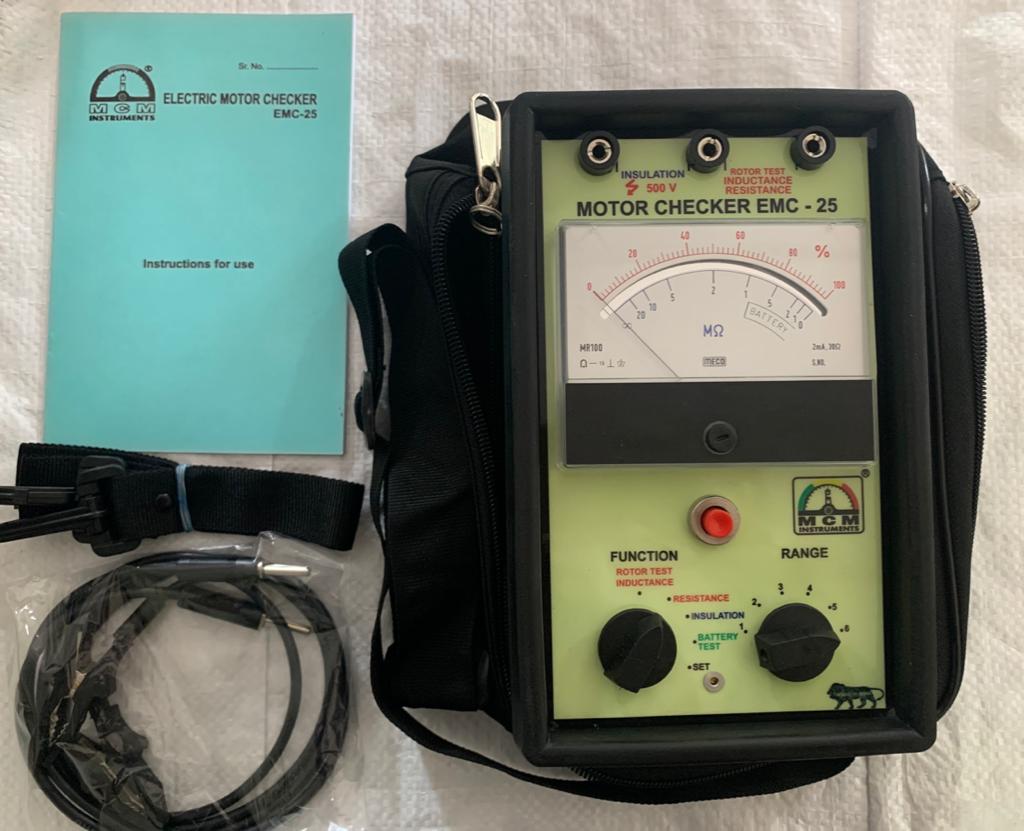 Sr. No.
®
MCM
INSTRUMENTS
ELECTRIC MOTOR CHECKER
EMC-25
Instructions for use
INSULATION
500 V
ROTOR TEST
INDUCTANCE
RESISTANCE
MOTOR CHECKER EMC - 25
0 20 40 60 80 100 %
∞ 20 10 5 2 1 5 0
BATTERY
MΩ
MR100
MECO
2mA, 30Ω
S.NO.
®
MCM
INSTRUMENTS
FUNCTION
ROTOR TEST
INDUCTANCE
RESISTANCE
INSULATION
BATTERY
TEST
SET
RANGE
1 2 3 4 5 6